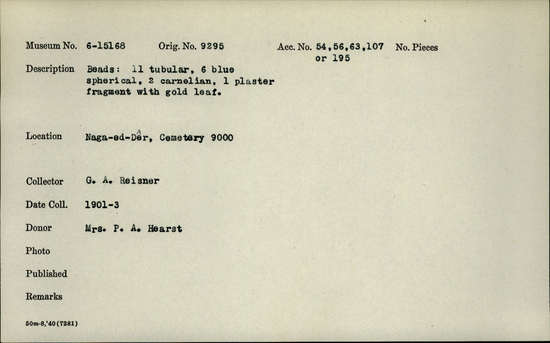 Museum No. 6-15168 Orig. No. 9295 Acc. No. 54,56,63,107 No. Pieces
or 195
Description Beads: 11 tubular, 6 blue
spherical, 2 carnelian, 1 plaster
fragment with gold leaf.
Location Naga-ed-Dêr, Cemetery 9000
Collector G. A. Reisner
Date Coll. 1901-3
Donor Mrs. P. A. Hearst
Photo
Published
Remarks
50m-8,'40(7281)